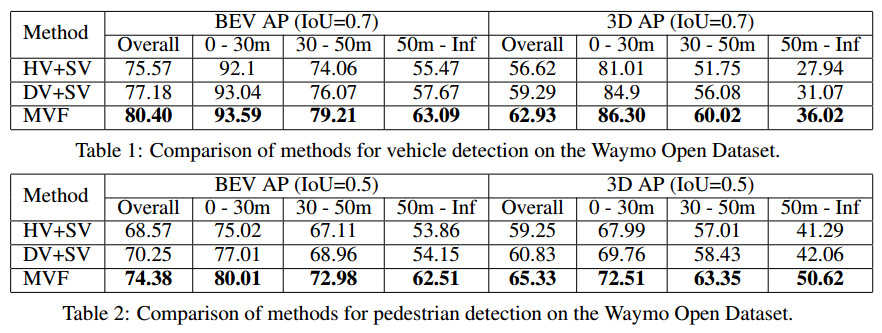 Method BEV AP (IoU=0.7) 3D AP (IoU=0.7)
Overall 0 - 30m 30 - 50m 50m - Inf Overall 0 - 30m 30 - 50m 50m - Inf
HV+SV 75.57 92.1 74.06 55.47 56.62 81.01 51.75 27.94
DV+SV 77.18 93.04 76.07 57.67 59.29 84.9 56.08 31.07
MVF 80.40 93.59 79.21 63.09 62.93 86.30 60.02 36.02
Table 1: Comparison of methods for vehicle detection on the Waymo Open Dataset.
Method BEV AP (IoU=0.5) 3D AP (IoU=0.5)
Overall 0 - 30m 30 - 50m 50m - Inf Overall 0 - 30m 30 - 50m 50m - Inf
HV+SV 68.57 75.02 67.11 53.86 59.25 67.99 57.01 41.29
DV+SV 70.25 77.01 68.96 54.15 60.83 69.76 58.43 42.06
MVF 74.38 80.01 72.98 62.51 65.33 72.51 63.35 50.62
Table 2: Comparison of methods for pedestrian detection on the Waymo Open Dataset.